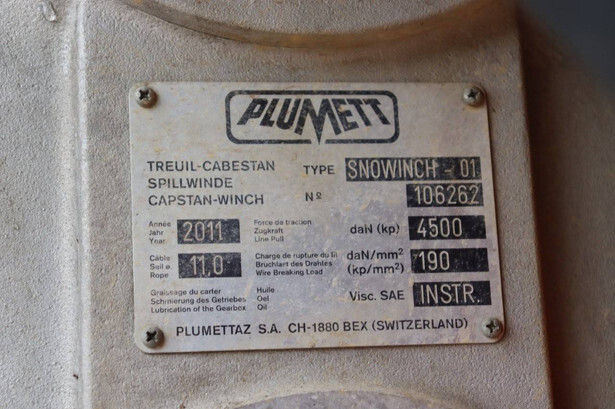 PLUMETT
TREUIL-CABESTAN TYPE SNOWINCH - 01
SPILLWINDE
CAPSTAN-WINCH Nº 106262
Année
Jahr 2011
Year
Force de traction
Zugkraft daN (kp) 4500
Line Pull
Câble
Seil ø 11.0
Rope
Charge de rupture du fil daN/mm²
Bruchlast des Drahtes (kp/mm²) 190
Wire Breaking Load
Graissage du carter Huile
Schmierung des Getriebes Oel Visc. SAE INSTR.
Lubrication of the Gearbox Oil
PLUMETTAZ S.A. CH-1880 BEX (SWITZERLAND)